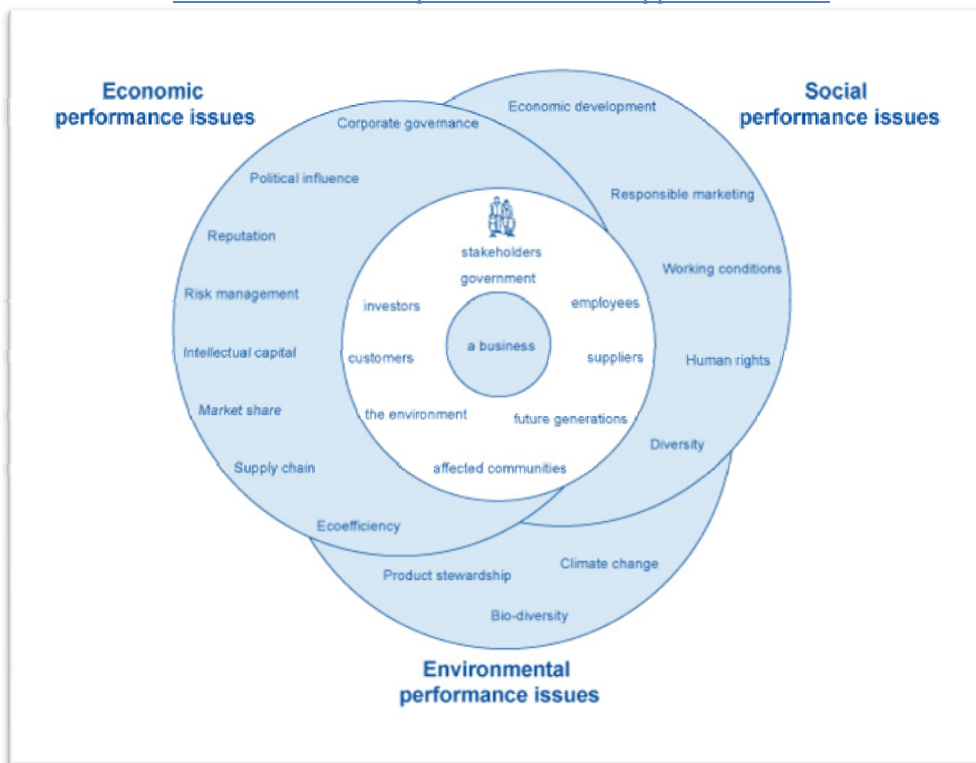 Economic
performance issues
Social
performance issues
Economic development
Corporate governance
Political influence
Responsible marketing
Reputation
stakeholders
Working conditions
government
Risk management
investors
employees
a business
Intellectual capital
customers
suppliers
Human rights
Market share
the environment
future generations
Diversity
Supply chain
affected communities
Ecoefficiency
Climate change
Product stewardship
Bio-diversity
Environmental
performance issues